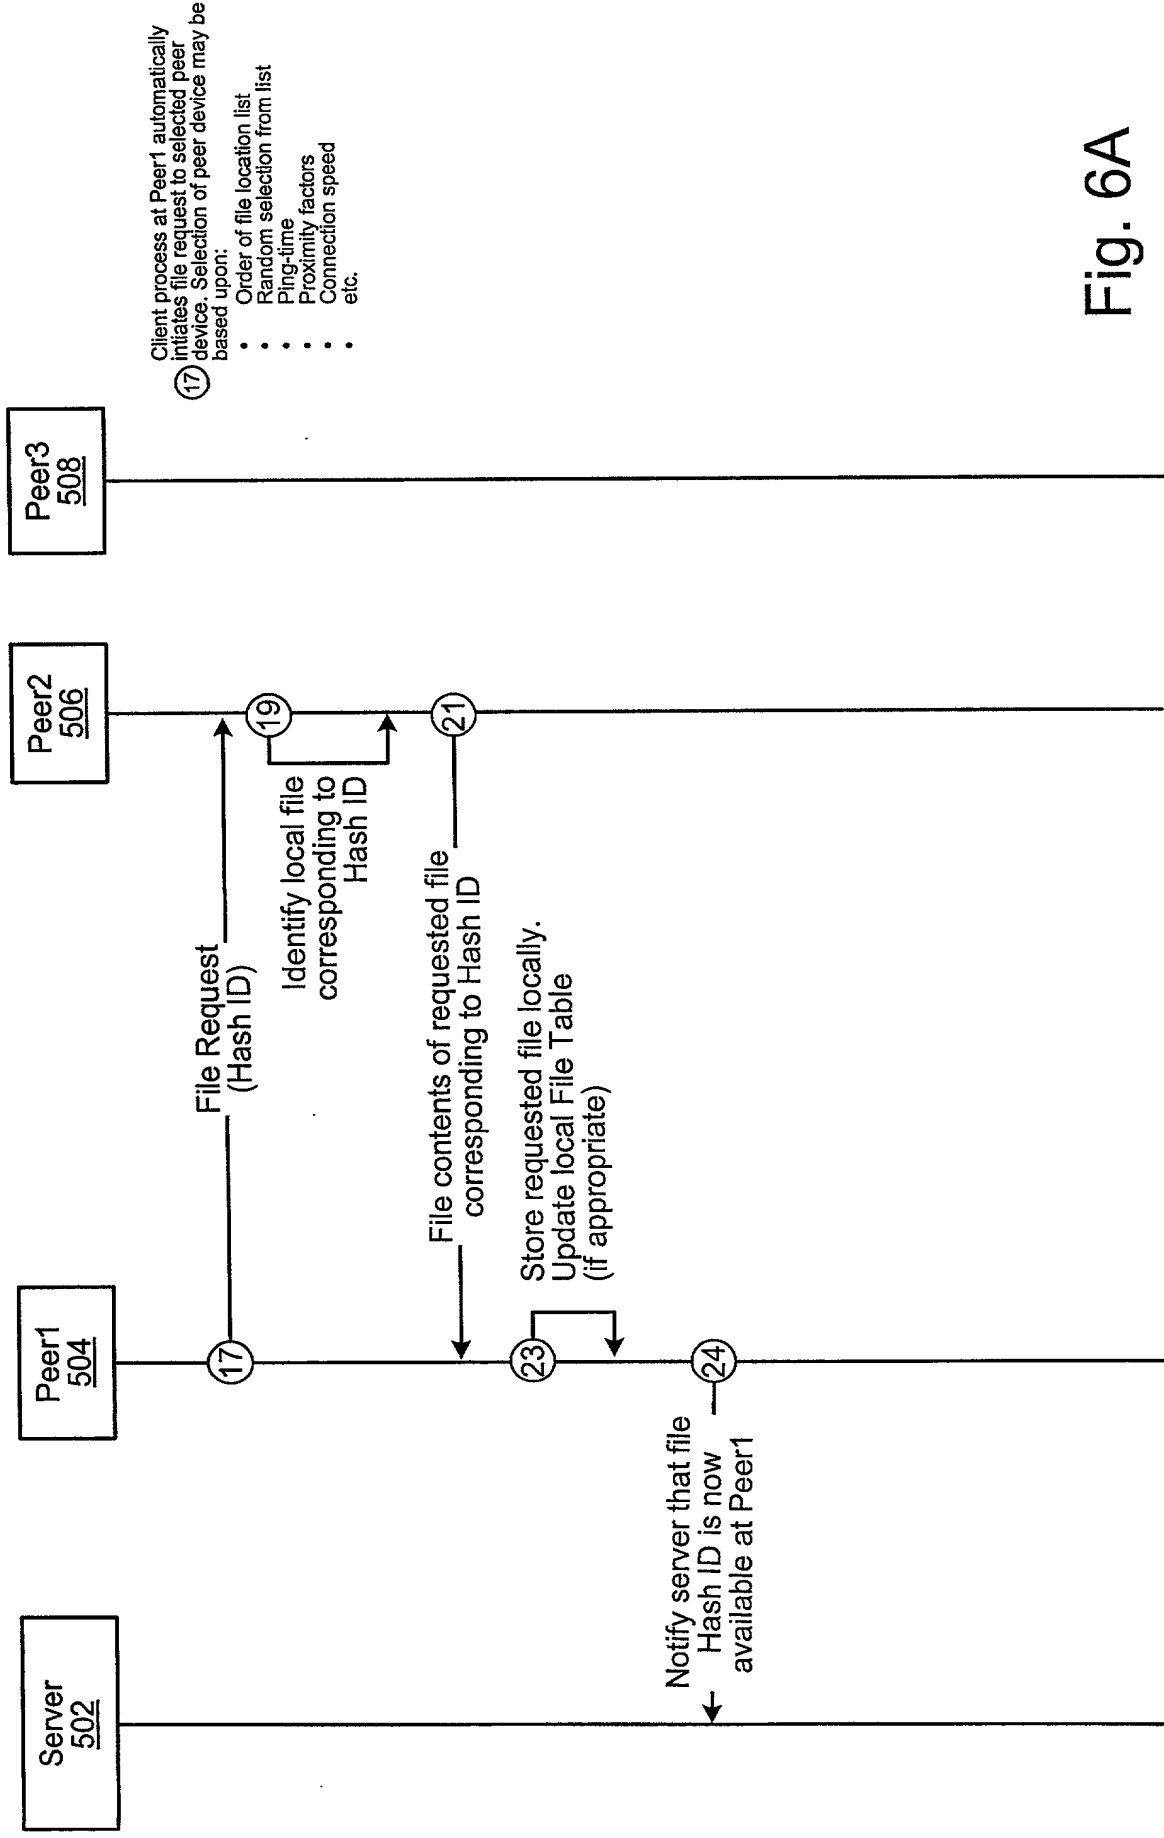 Server
502
Peer1
504
Peer2
506
Peer3
508
17
File Request
(Hash ID)
19
Identify local file
corresponding to
Hash ID
21
File contents of requested file
corresponding to Hash ID
23
Store requested file locally.
Update local File Table
(if appropriate)
24
Notify server that file
Hash ID is now
available at Peer1
17
Client process at Peer1 automatically
intiates file request to selected peer
device. Selection of peer device may be
based upon:
• Order of file location list
• Random selection from list
• Ping-time
• Proximity factors
• Connection speed
• etc.
Fig. 6A